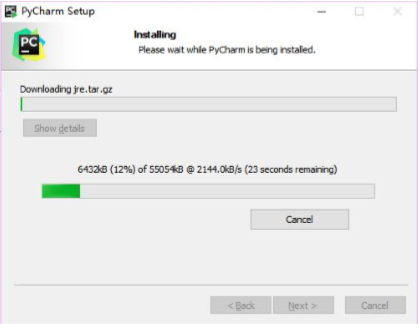 PyCharm Setup
PC
Installing
Please wait while PyCharm is being installed.
Downloading jre.tar.gz
Show details
6432kB (12%) of 55054kB @ 2144.0kB/s (23 seconds remaining)
Cancel
< Back Next > Cancel